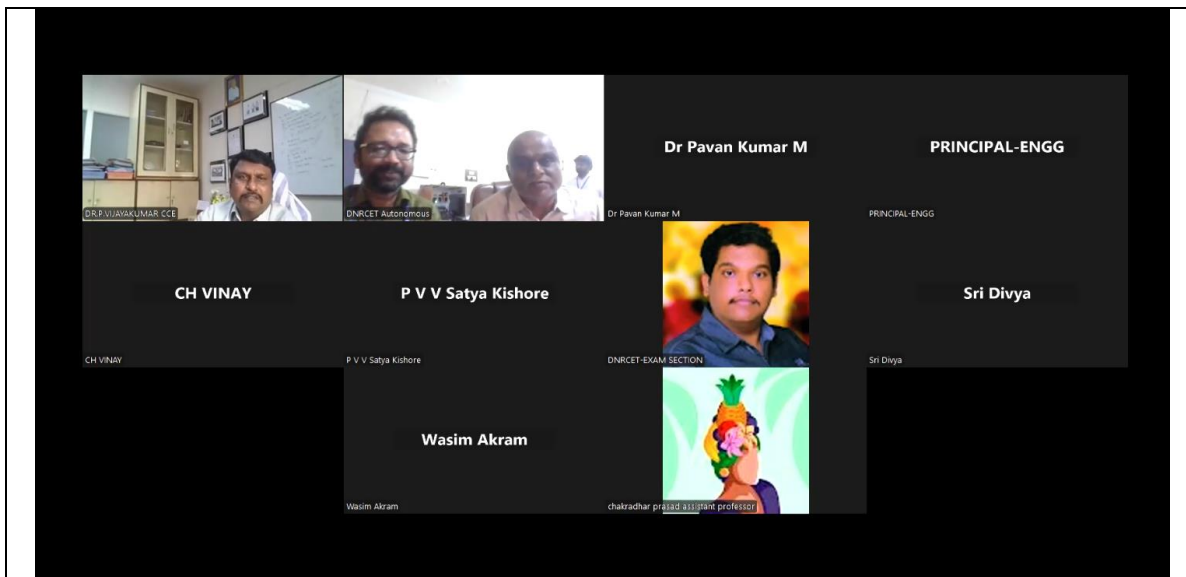 DR.P.VIJAYAKUMAR CCE
DNRCET Autonomous
Dr Pavan Kumar M
Dr Pavan Kumar M
PRINCIPAL-ENGG
PRINCIPAL-ENGG
CH VINAY
CH VINAY
P V V Satya Kishore
P V V Satya Kishore
DNRCET-EXAM SECTION
Sri Divya
Sri Divya
Wasim Akram
Wasim Akram
chakradhar prasad assistant professor